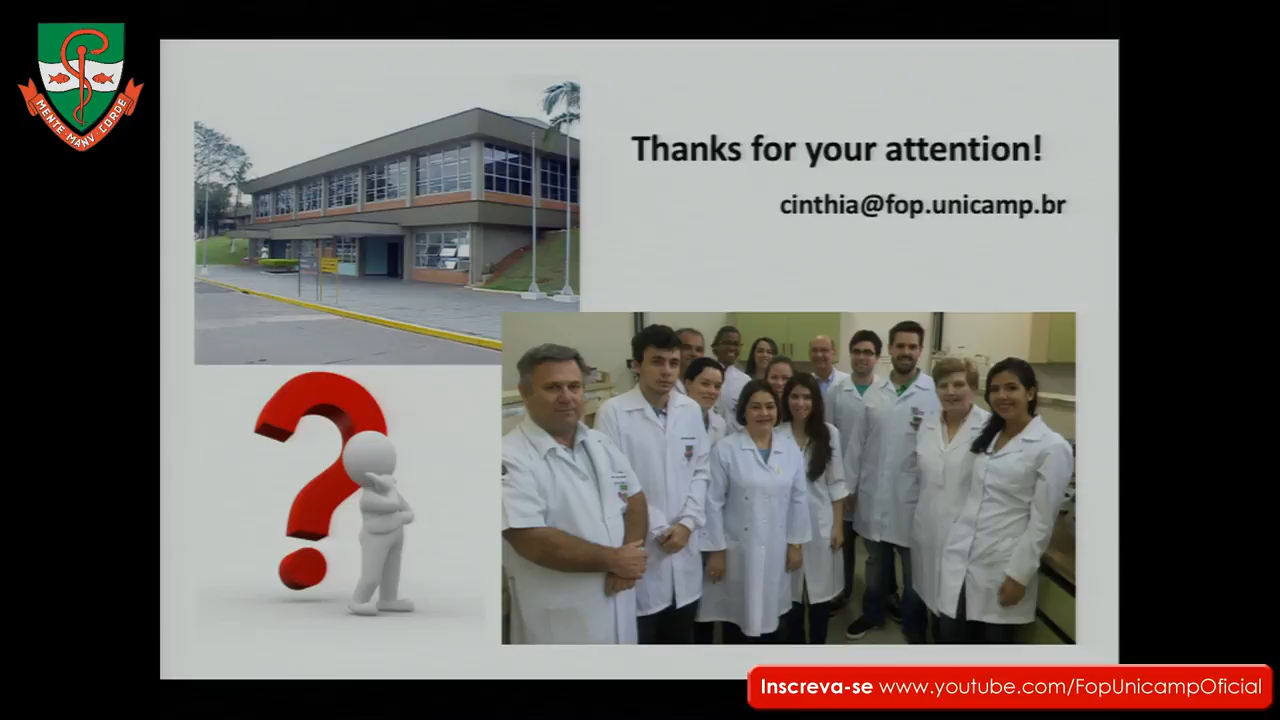 MENTE MANV CORDE
Thanks for your attention!
cinthia@fop.unicamp.br
Inscreva-se www.youtube.com/FopUnicampOficial